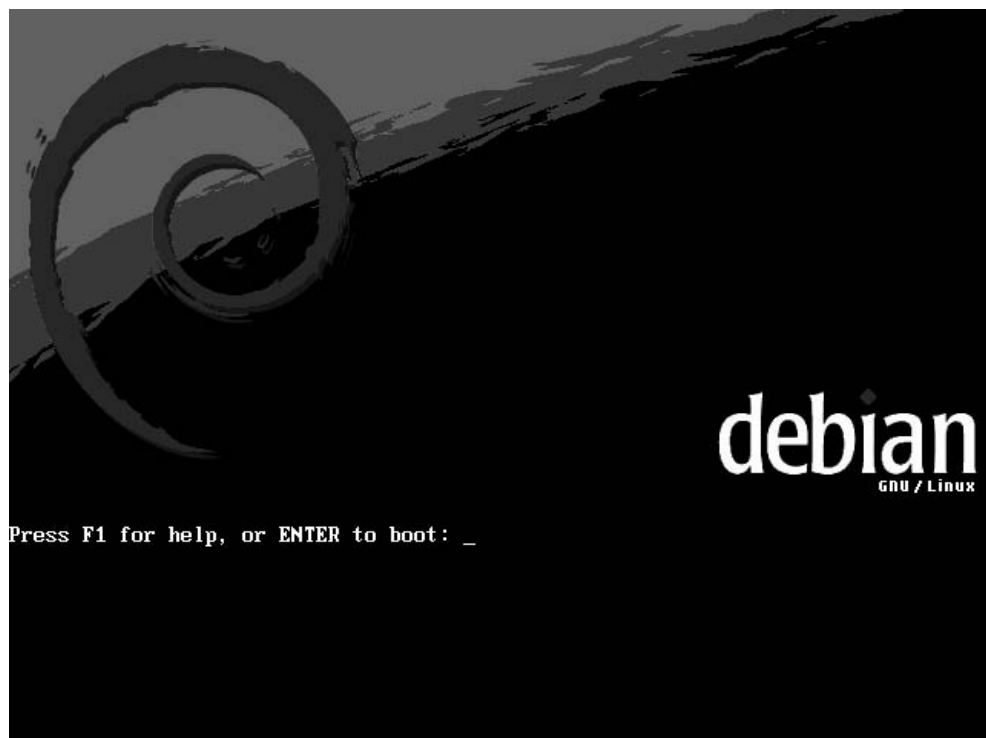 debian
GNU/Linux
Press F1 for help, or ENTER to boot: _